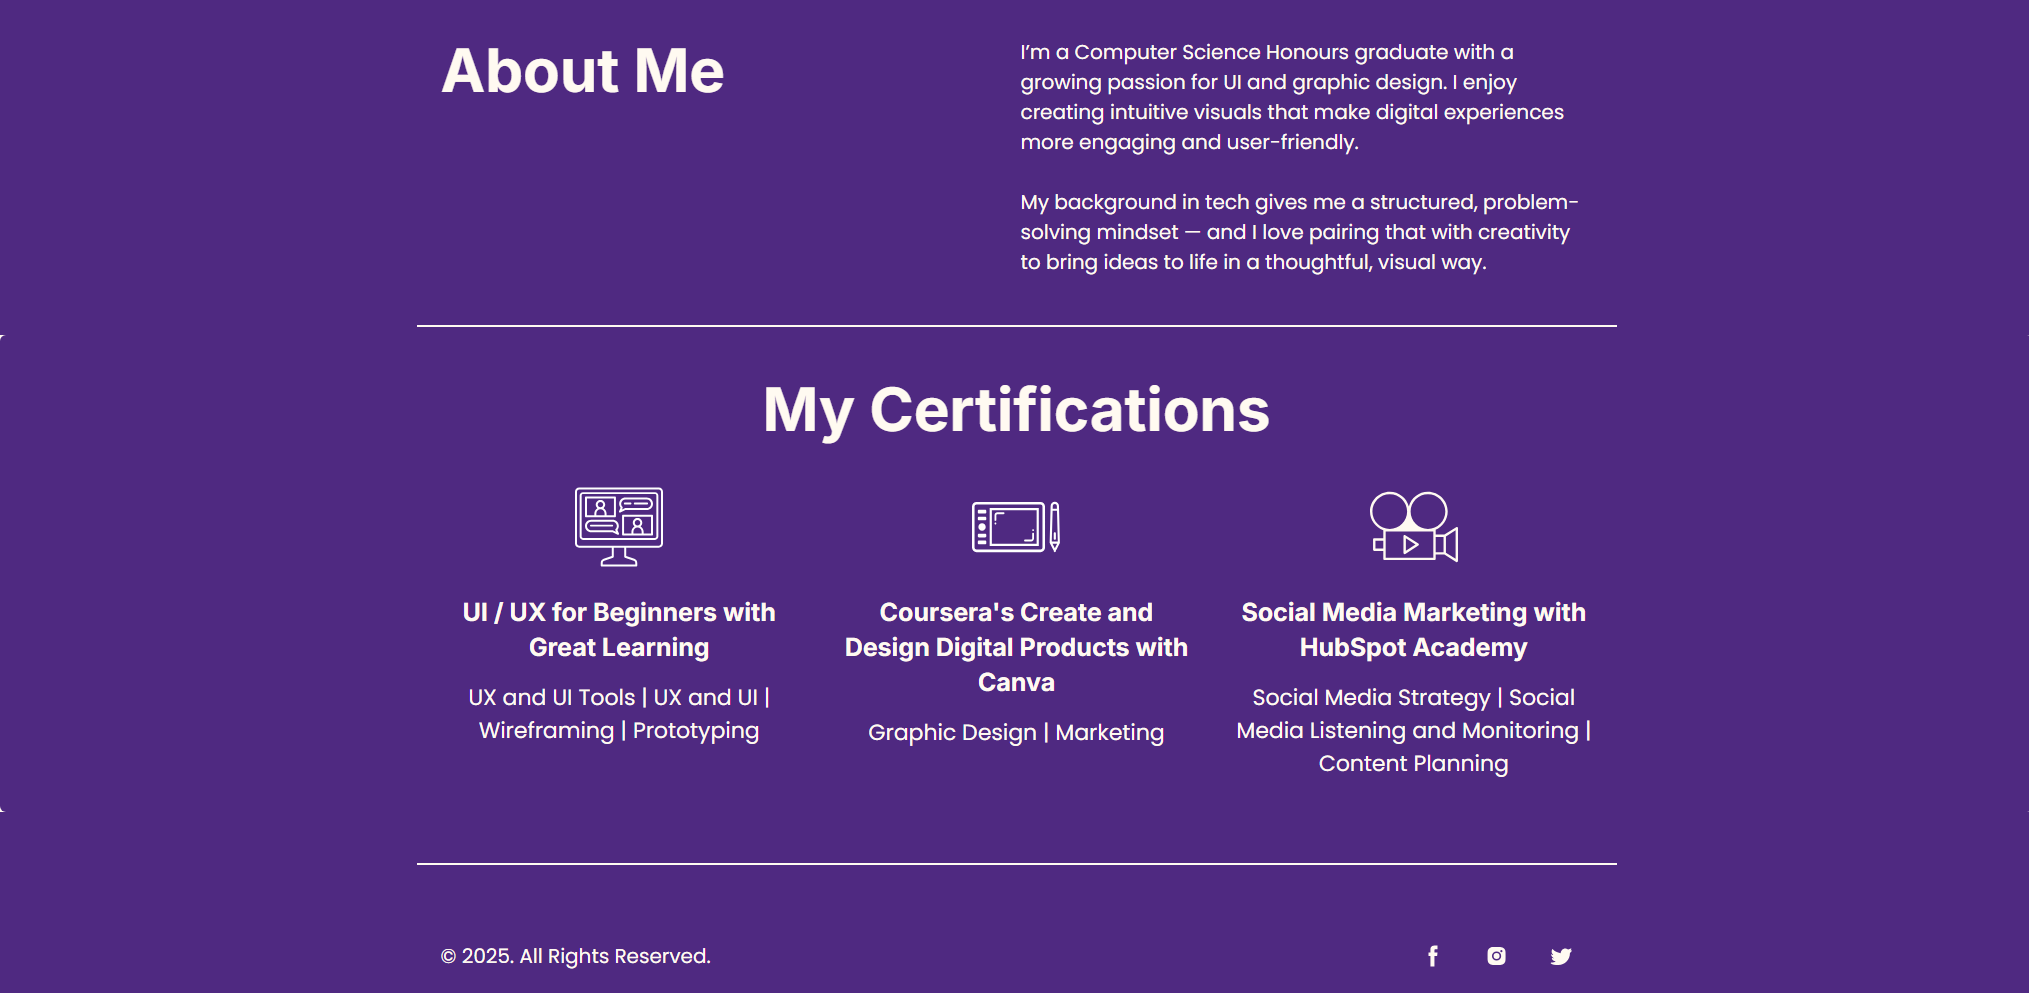 About Me
I’m a Computer Science Honours graduate with a
growing passion for UI and graphic design. I enjoy
creating intuitive visuals that make digital experiences
more engaging and user-friendly.
My background in tech gives me a structured, problem-
solving mindset — and I love pairing that with creativity
to bring ideas to life in a thoughtful, visual way.
My Certifications
UI / UX for Beginners with
Great Learning
UX and UI Tools | UX and UI |
Wireframing | Prototyping
Coursera's Create and
Design Digital Products with
Canva
Graphic Design | Marketing
Social Media Marketing with
HubSpot Academy
Social Media Strategy | Social
Media Listening and Monitoring |
Content Planning
© 2025. All Rights Reserved.